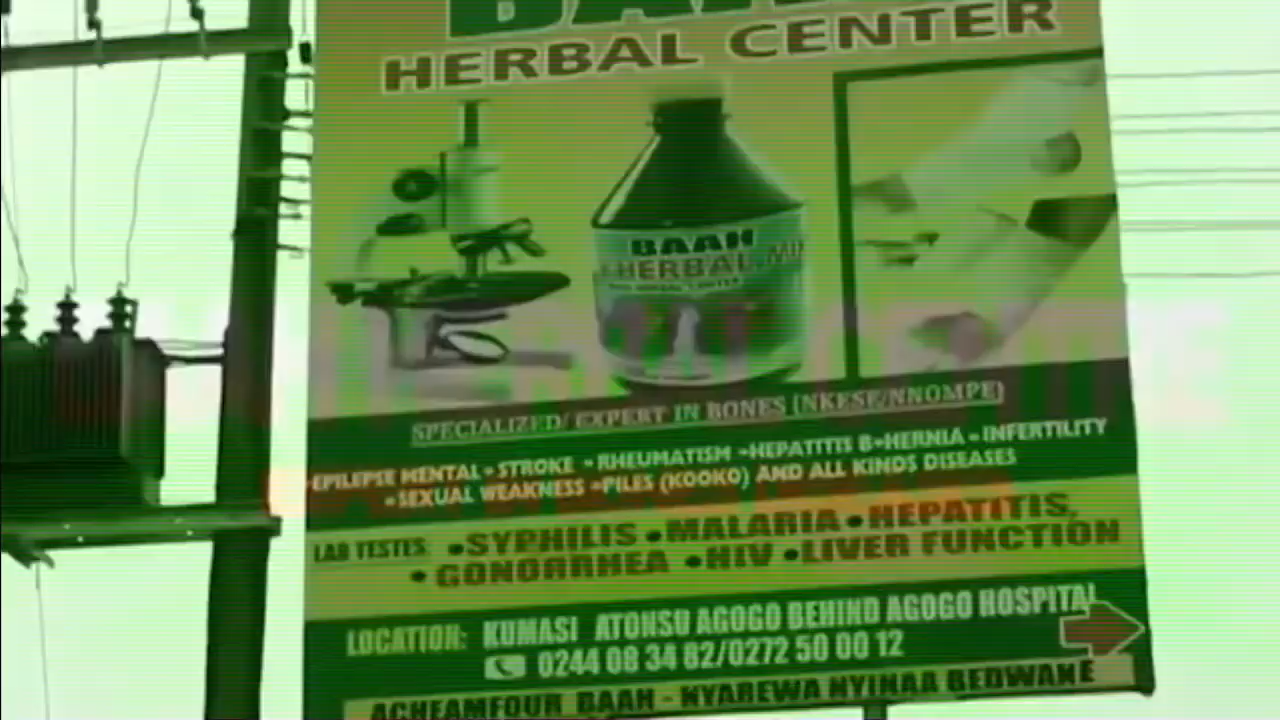 BAAH
HERBAL CENTER
BAAH
HERBAL MIX
SPECIALIZED/ EXPERT IN BONES (NKESE/NNOMPE)
EPILEPSE MENTAL • STROKE • RHEUMATISM • HEPATITIS B • HERNIA • INFERTILITY
• SEXUAL WEAKNESS • PILES (KOOKO) AND ALL KINDS DISEASES
LAB TESTES: • SYPHILIS • MALARIA • HEPATITIS,
• GONORRHEA • HIV • LIVER FUNCTION
LOCATION: KUMASI ATONSU AGOGO BEHIND AGOGO HOSPITAL
0244 08 34 82/0272 50 00 12
ACHEAMFOUR BAAH - NYAREWA NYINAA BEDWANE